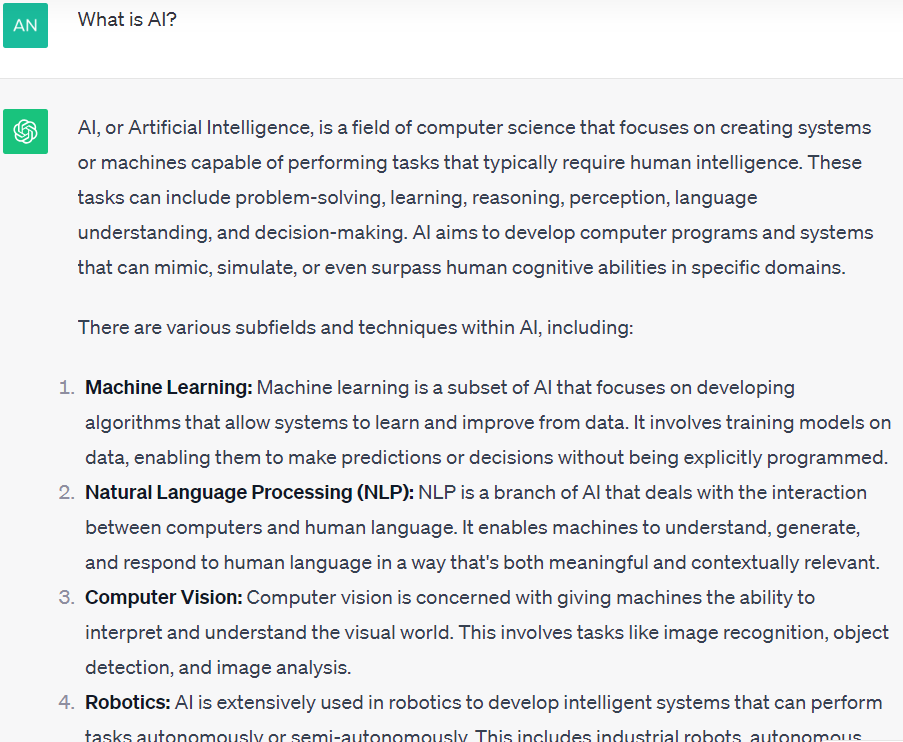 AN
What is AI?
AI, or Artificial Intelligence, is a field of computer science that focuses on creating systems
or machines capable of performing tasks that typically require human intelligence. These
tasks can include problem-solving, learning, reasoning, perception, language
understanding, and decision-making. AI aims to develop computer programs and systems
that can mimic, simulate, or even surpass human cognitive abilities in specific domains.
There are various subfields and techniques within AI, including:
1. Machine Learning: Machine learning is a subset of AI that focuses on developing
algorithms that allow systems to learn and improve from data. It involves training models on
data, enabling them to make predictions or decisions without being explicitly programmed.
2. Natural Language Processing (NLP): NLP is a branch of AI that deals with the interaction
between computers and human language. It enables machines to understand, generate,
and respond to human language in a way that's both meaningful and contextually relevant.
3. Computer Vision: Computer vision is concerned with giving machines the ability to
interpret and understand the visual world. This involves tasks like image recognition, object
detection, and image analysis.
4. Robotics: AI is extensively used in robotics to develop intelligent systems that can perform
tasks autonomously or semi-autonomously. This includes industrial robots, autonomous